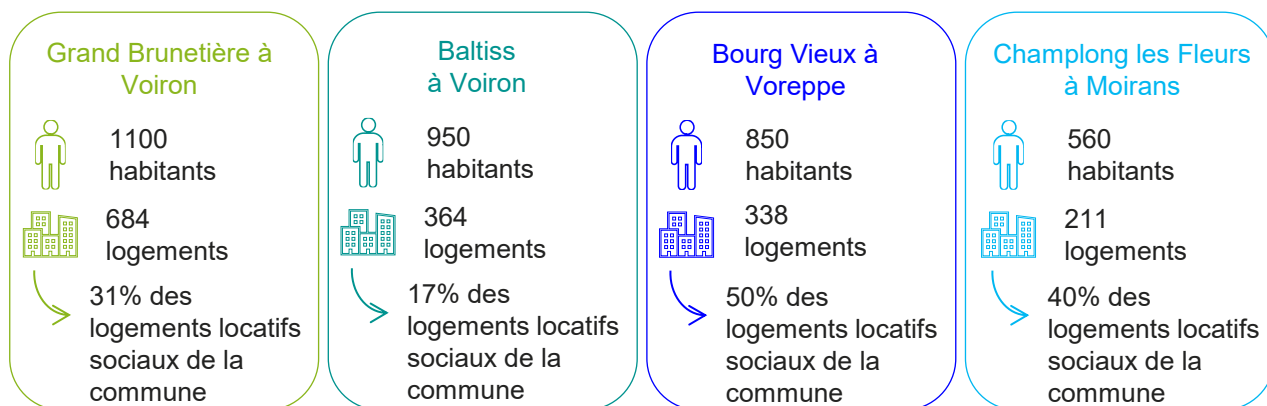 Grand Brunetière à
Voiron
1100
habitants
684
logements
31% des
logements locatifs
sociaux de la
commune
Baltiss
à Voiron
950
habitants
364
logements
17% des
logements locatifs
sociaux de la
commune
Bourg Vieux à
Voreppe
850
habitants
338
logements
50% des
logements locatifs
sociaux de la
commune
Champlong les Fleurs
à Moirans
560
habitants
211
logements
40% des
logements locatifs
sociaux de la
commune